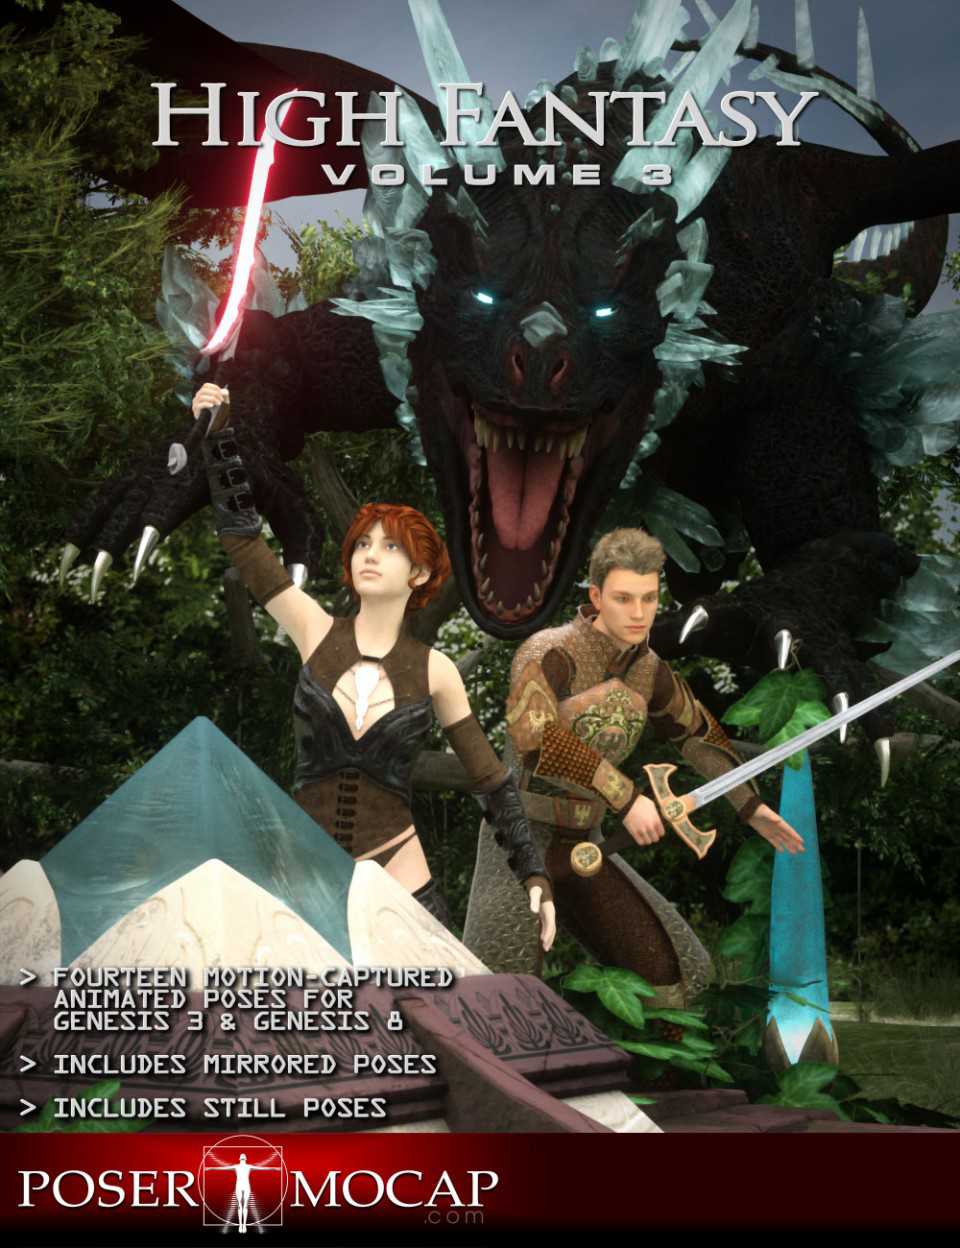 HIGH FANTASY
VOLUME 3
> FOURTEEN MOTION-CAPTURED
ANIMATED POSES FOR
GENESIS 3 & GENESIS 8
> INCLUDES MIRRORED POSES
> INCLUDES STILL POSES
POSER MOCAP
.com